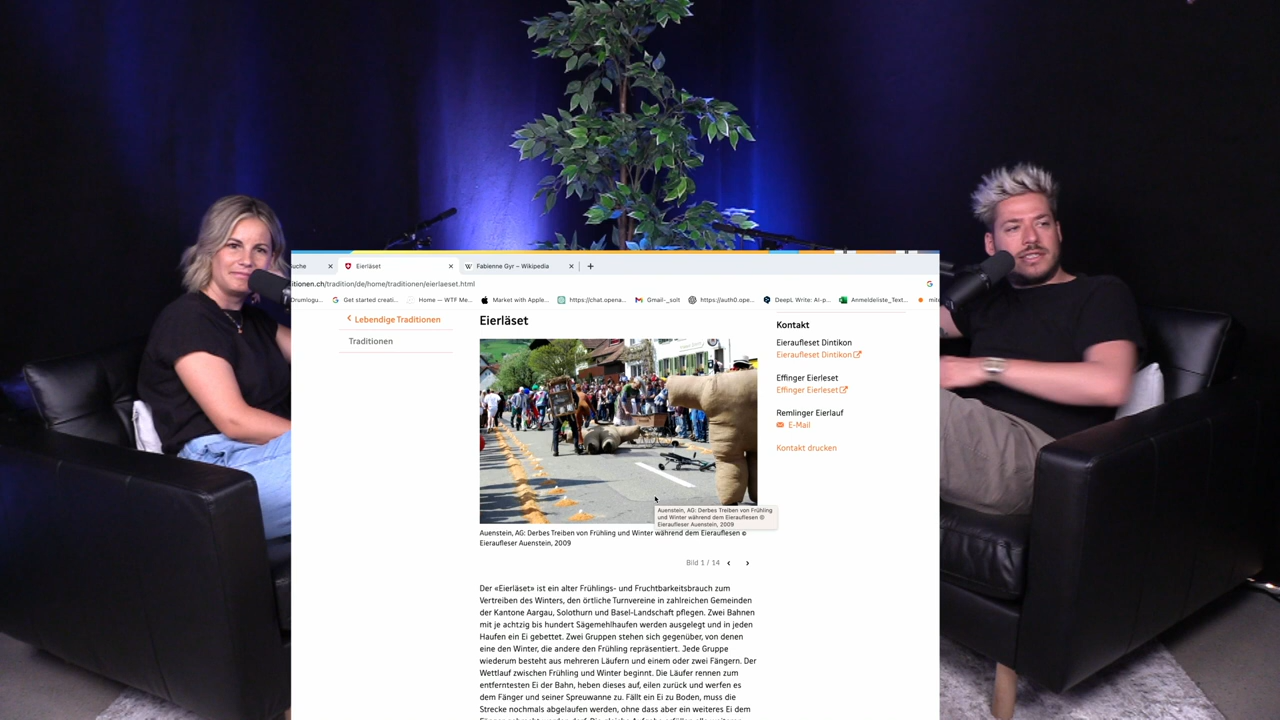 uche
Eierläset
Fabienne Gyr – Wikipedia
itionen.ch/tradition/de/home/traditionen/eierlaeset.html
Drumlogu...
Get started creati...
Home — WTF Me...
Market with Apple...
https://chat.opena...
Gmail-_solt
https://auth0.ope...
DeepL Write: AI-p...
Anmeldeliste_Text...
mite
Lebendige Traditionen
Traditionen
Eierläset
Auenstein, AG: Derbes Treiben von Frühling
und Winter während dem Eierauflesen ©
Eieraufleser Auenstein, 2009
Auenstein, AG: Derbes Treiben von Frühling und Winter während dem Eierauflesen ©
Eieraufleser Auenstein, 2009
Bild 1 / 14
Der «Eierläset» ist ein alter Frühlings- und Fruchtbarkeitsbrauch zum
Vertreiben des Winters, den örtliche Turnvereine in zahlreichen Gemeinden
der Kantone Aargau, Solothurn und Basel-Landschaft pflegen. Zwei Bahnen
mit je achtzig bis hundert Sägemehlhaufen werden ausgelegt und in jeden
Haufen ein Ei gebettet. Zwei Gruppen stehen sich gegenüber, von denen
eine den Winter, die andere den Frühling repräsentiert. Jede Gruppe
wiederum besteht aus mehreren Läufern und einem oder zwei Fängern. Der
Wettlauf zwischen Frühling und Winter beginnt. Die Läufer rennen zum
entferntesten Ei der Bahn, heben dieses auf, eilen zurück und werfen es
dem Fänger und seiner Spreuwanne zu. Fällt ein Ei zu Boden, muss die
Strecke nochmals abgelaufen werden, ohne dass aber ein weiteres Ei dem
Kontakt
Eieraufleset Dintikon
Eieraufleset Dintikon
Effinger Eierleset
Effinger Eierleset
Remlinger Eierlauf
E-Mail
Kontakt drucken